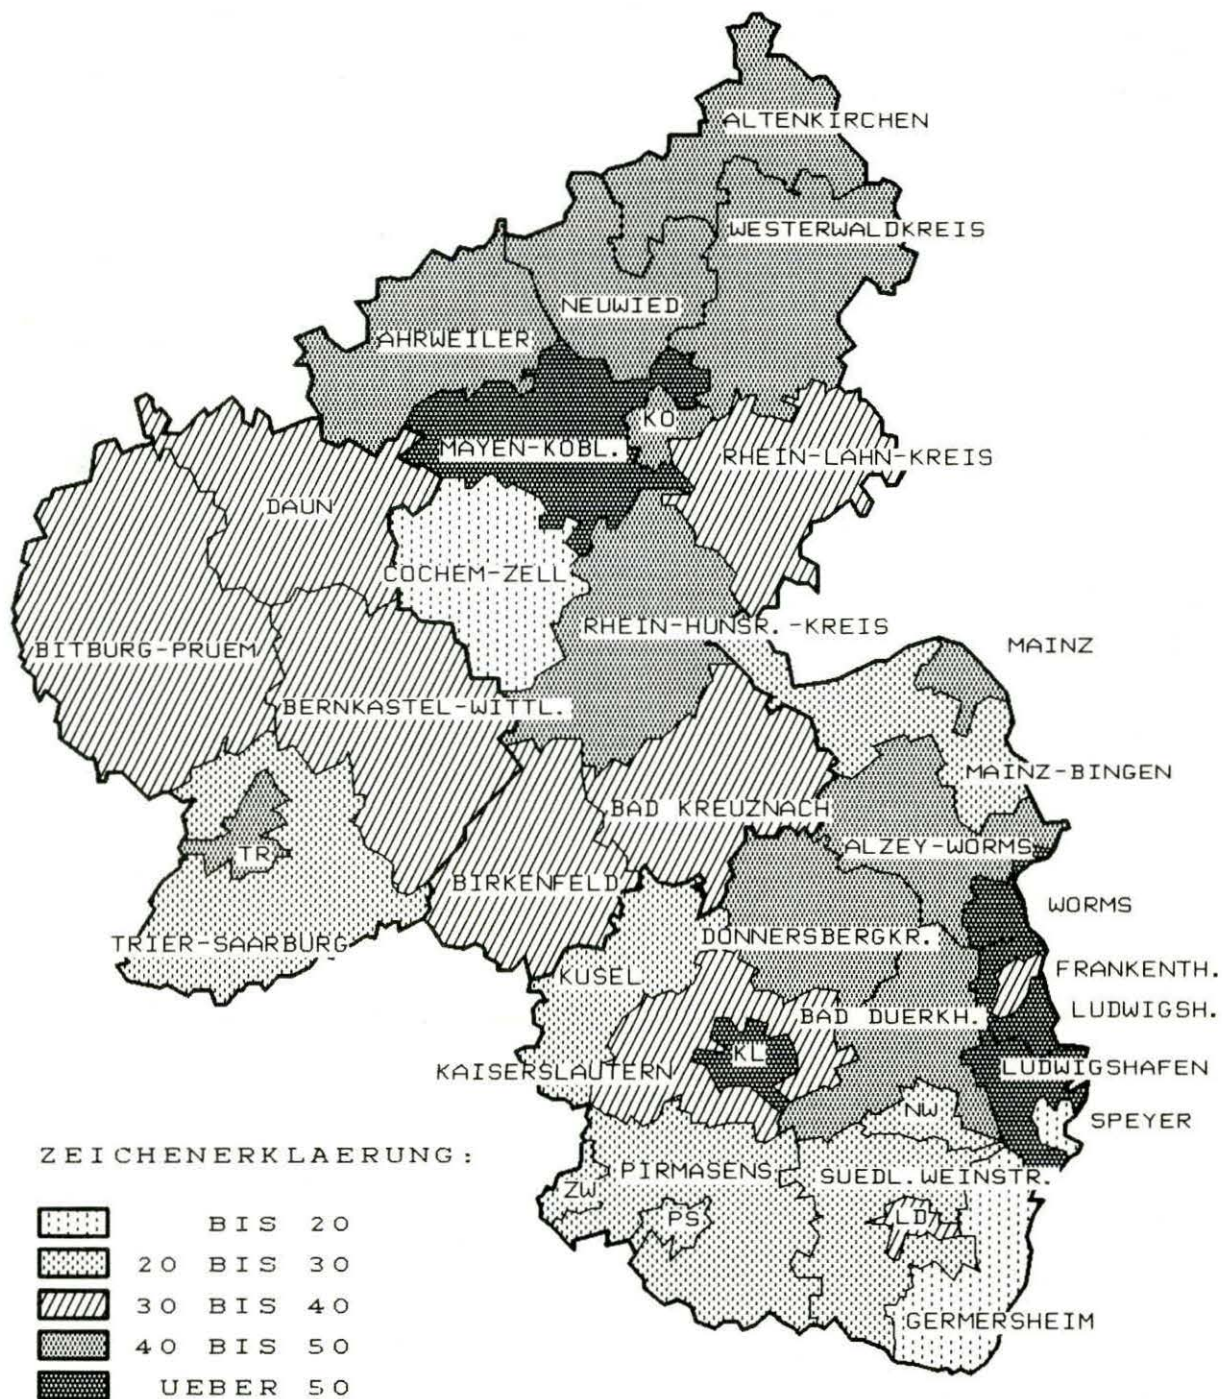 ALTENKIRCHEN
WESTERWALDKREIS
NEUWIED
AHRWEILER
KO
MAYEN-KOBL.
RHEIN-LAHN-KREIS
DAUN
COCHEM-ZELL
RHEIN-HUNSR.-KREIS
MAINZ
BITBURG-PRUEM
BERNKASTEL-WITTL.
MAINZ-BINGEN
BAD KREUZNACH
ALZEY-WORMS
TR
BIRKENFELD
WORMS
TRIER-SAARBURG
DONNERSBERGKR.
KUSEL
FRANKENTH.
LUDWIGSH.
BAD DUERKH.
KL
KAISERSLAUTERN
LUDWIGSHAFEN
NW
SPEYER
PIRMASENS
SUEDL.WEINSTR.
ZW
PS
LD
GERMERSHEIM
ZEICHENERKLAERUNG:
BIS 20
20 BIS 30
30 BIS 40
40 BIS 50
UEBER 50